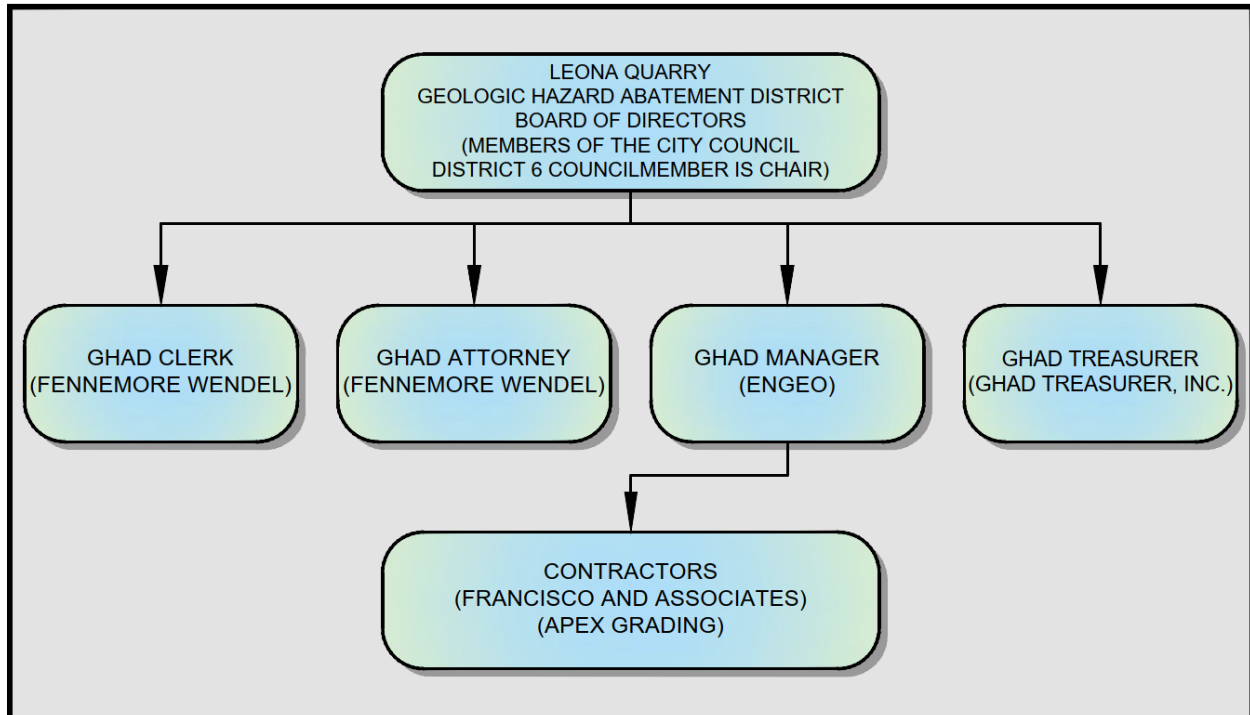 LEONA QUARRY
GEOLOGIC HAZARD ABATEMENT DISTRICT
BOARD OF DIRECTORS
(MEMBERS OF THE CITY COUNCIL
DISTRICT 6 COUNCILMEMBER IS CHAIR)
GHAD CLERK
(FENNEMORE WENDEL)
GHAD ATTORNEY
(FENNEMORE WENDEL)
GHAD MANAGER
(ENGEO)
GHAD TREASURER
(GHAD TREASURER, INC.)
CONTRACTORS
(FRANCISCO AND ASSOCIATES)
(APEX GRADING)